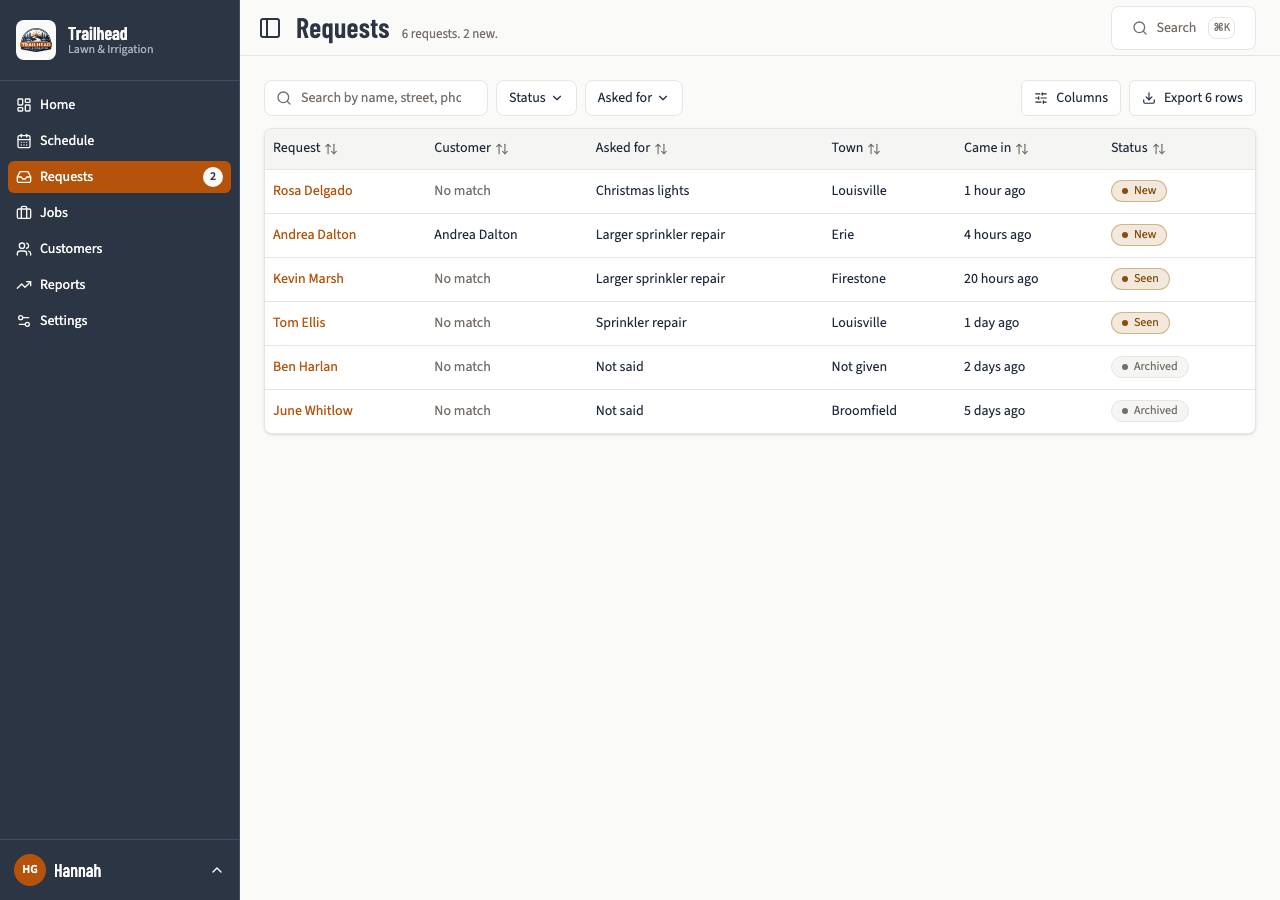 Trailhead
Lawn & Irrigation
Home
Schedule
Requests 2
Jobs
Customers
Reports
Settings
HG Hannah
Requests 6 requests. 2 new.
Search ⌘K
Search by name, street, phc
Status
Asked for
Columns
Export 6 rows
Request Customer Asked for Town Came in Status
Rosa Delgado No match Christmas lights Louisville 1 hour ago New
Andrea Dalton Andrea Dalton Larger sprinkler repair Erie 4 hours ago New
Kevin Marsh No match Larger sprinkler repair Firestone 20 hours ago Seen
Tom Ellis No match Sprinkler repair Louisville 1 day ago Seen
Ben Harlan No match Not said Not given 2 days ago Archived
June Whitlow No match Not said Broomfield 5 days ago Archived